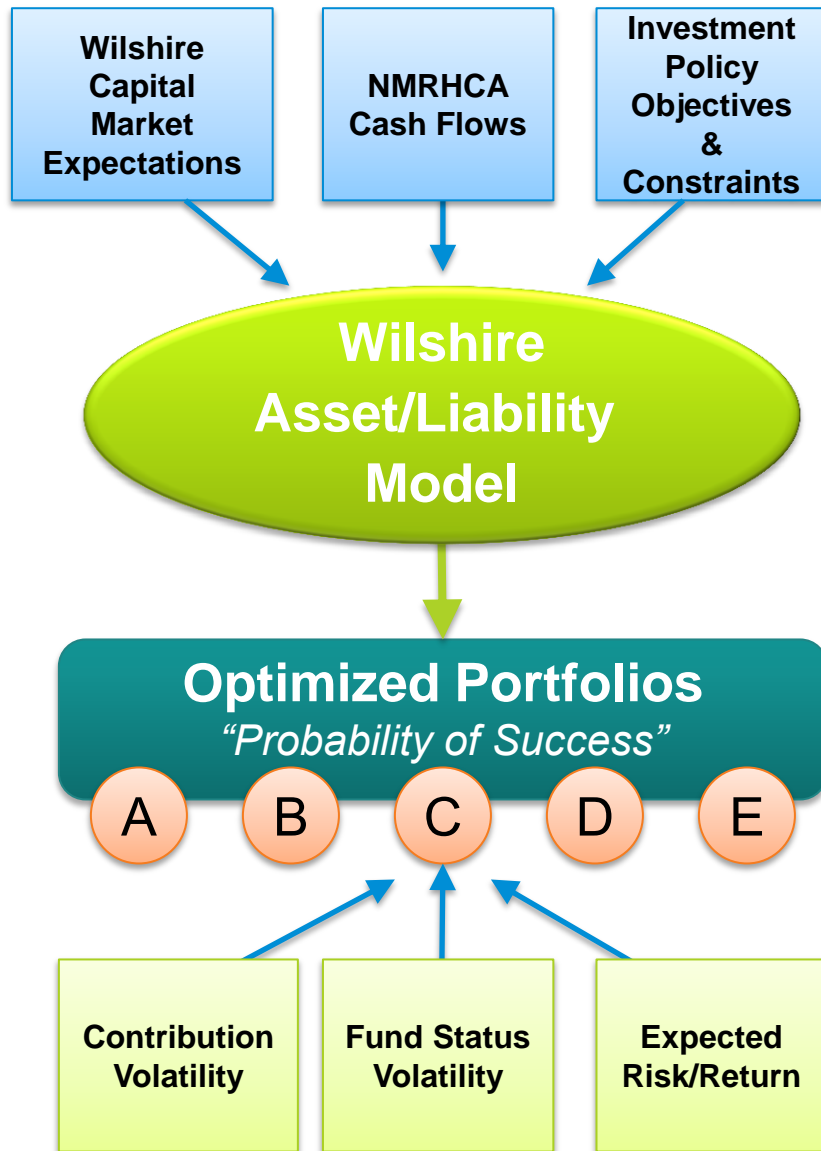 Wilshire
Capital
Market
Expectations
NMRHCA
Cash Flows
Investment
Policy
Objectives
&
Constraints
Wilshire
Asset/Liability
Model
Optimized Portfolios
“Probability of Success”
A
B
C
D
E
Contribution
Volatility
Fund Status
Volatility
Expected
Risk/Return